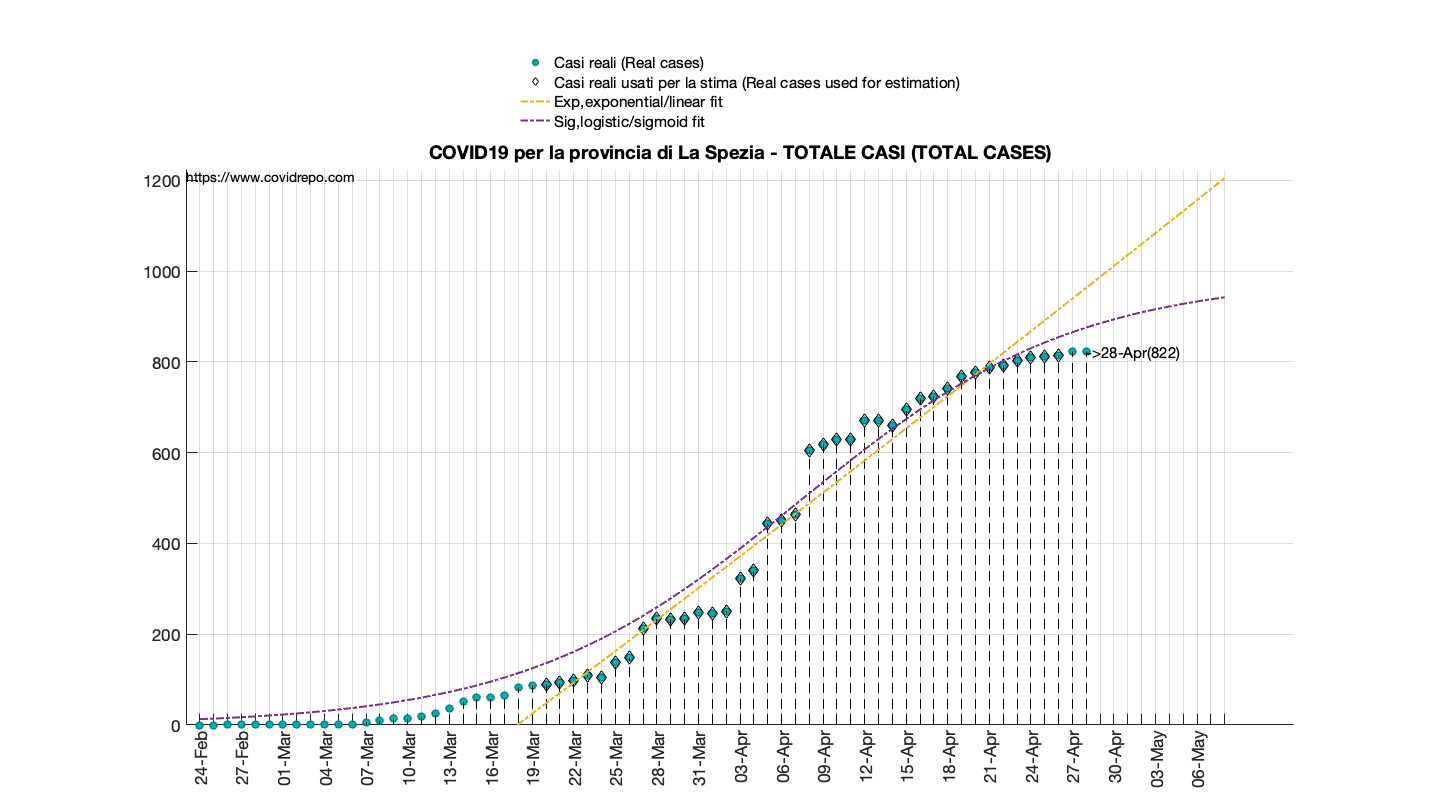 Casi reali (Real cases)
Casi reali usati per la stima (Real cases used for estimation)
Exp,exponential/linear fit
Sig,logistic/sigmoid fit
COVID19 per la provincia di La Spezia - TOTALE CASI (TOTAL CASES)
https://www.covidrepo.com
1200
1000
800
600
400
200
0
->28-Apr(822)
24-Feb
27-Feb
01-Mar
04-Mar
07-Mar
10-Mar
13-Mar
16-Mar
19-Mar
22-Mar
25-Mar
28-Mar
31-Mar
03-Apr
06-Apr
09-Apr
12-Apr
15-Apr
18-Apr
21-Apr
24-Apr
27-Apr
30-Apr
03-May
06-May